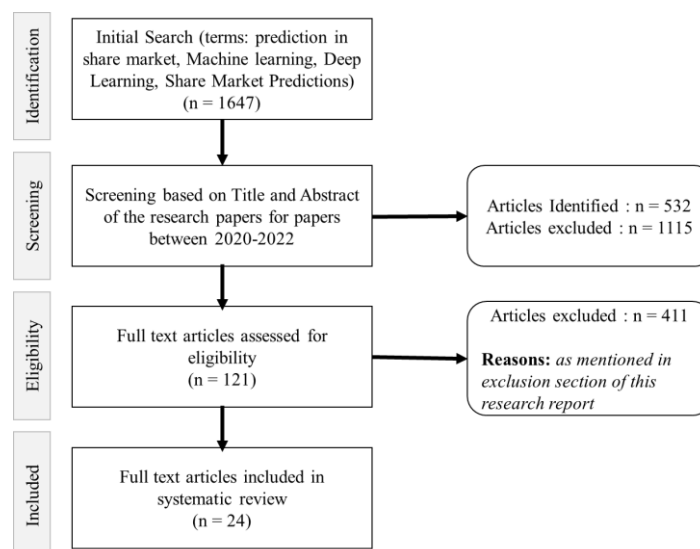 Identification
Initial Search (terms: prediction in
share market, Machine learning, Deep
Learning, Share Market Predictions)
(n = 1647)
Screening
Screening based on Title and Abstract
of the research papers for papers
between 2020-2022
Articles Identified : n = 532
Articles excluded : n = 1115
Eligibility
Full text articles assessed for
eligibility
(n = 121)
Articles excluded : n = 411
Reasons: as mentioned in
exclusion section of this
research report
Included
Full text articles included in
systematic review
(n = 24)